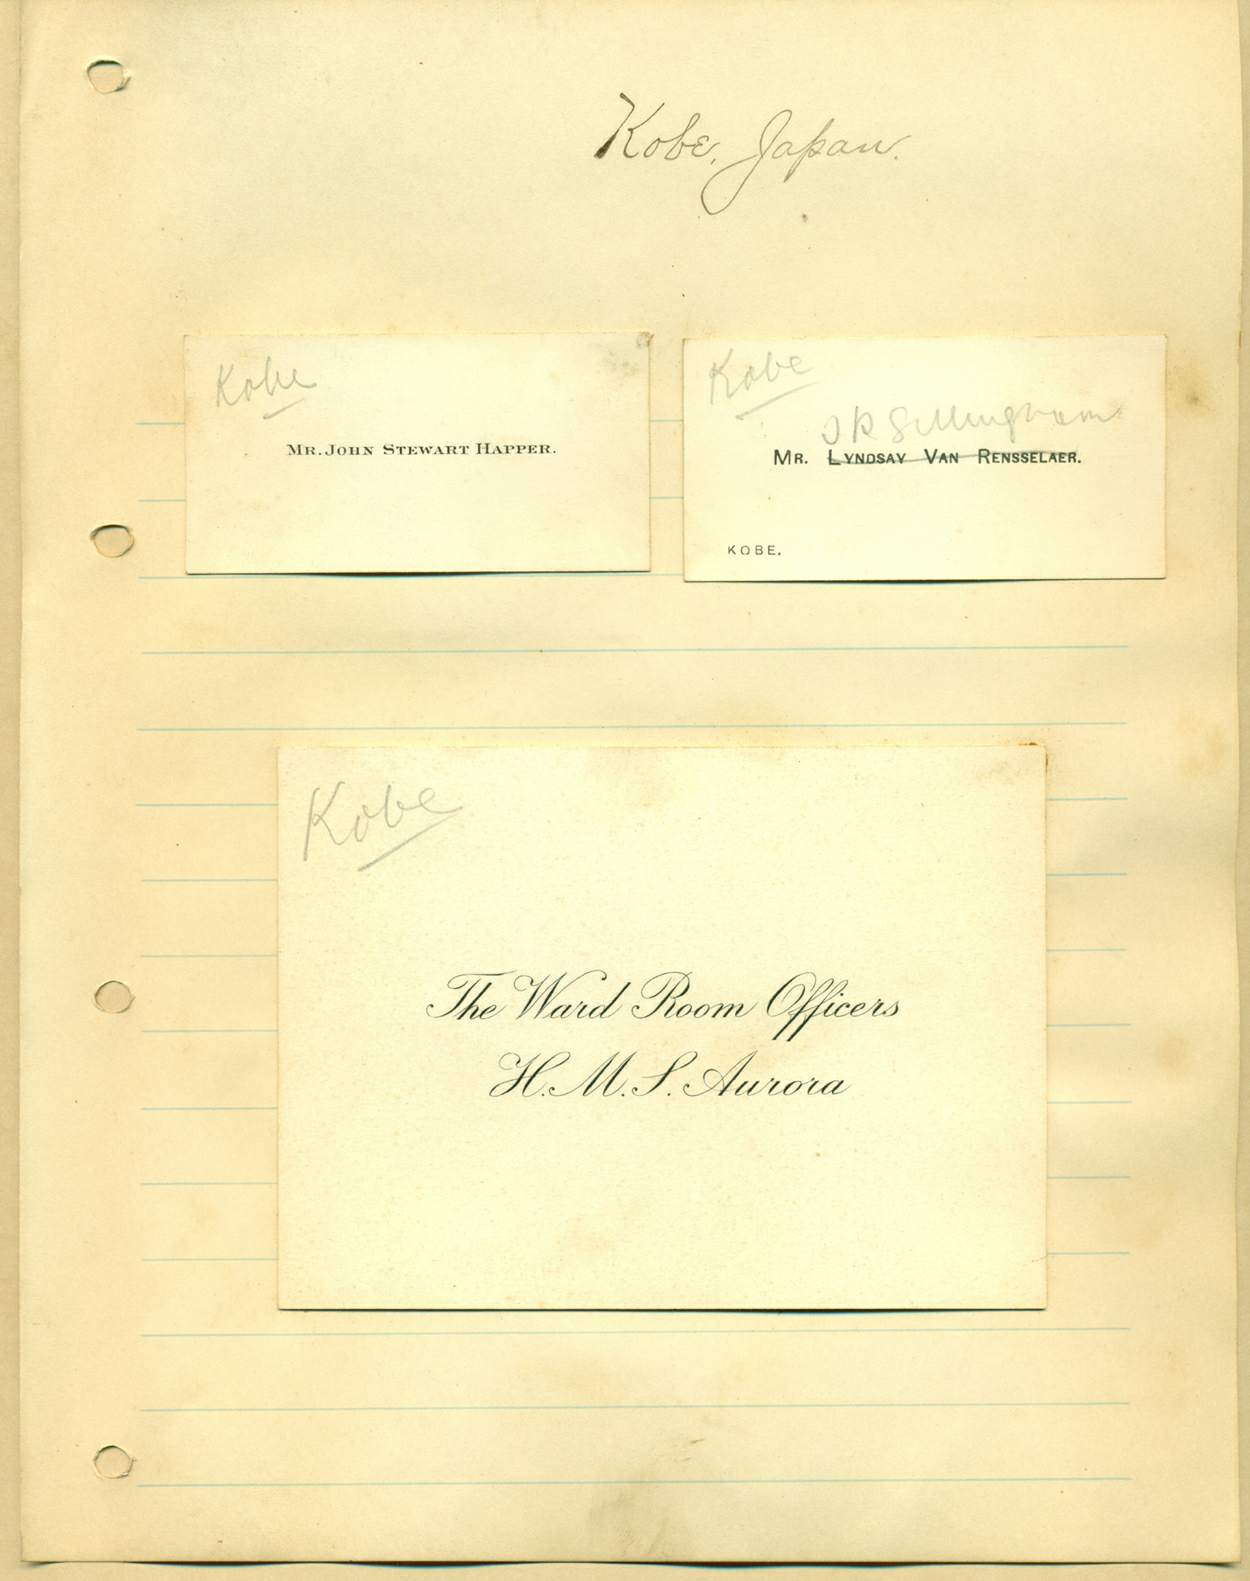 Kobe, Japan.
Kobe
MR. JOHN STEWART HAPPER.
Kobe
J R Gillingham
MR. LYNDSAY VAN RENSSELAER.
KOBE.
Kobe
The Ward Room Officers
H.M.S. Aurora